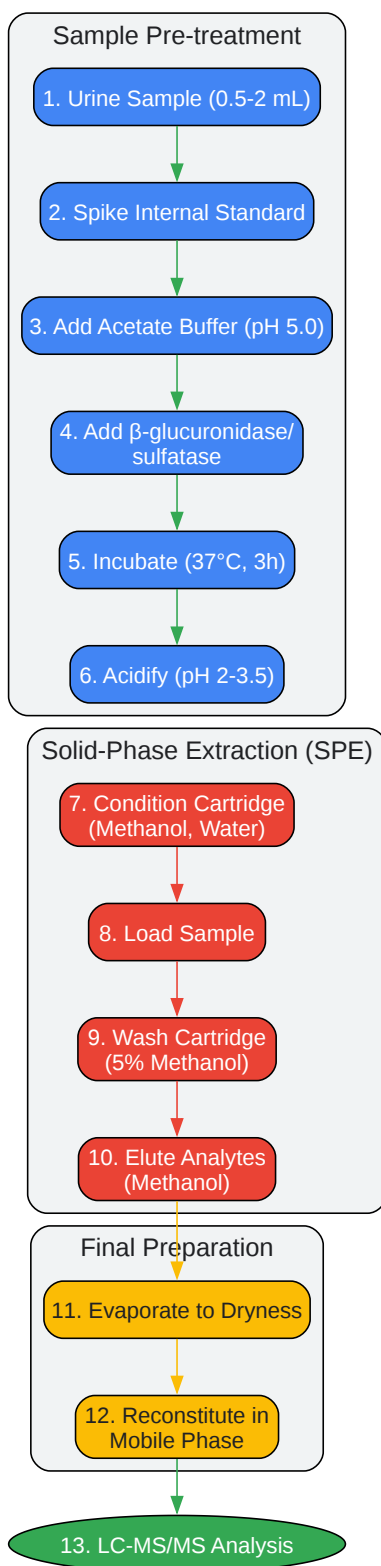 Sample Pre-treatment
1. Urine Sample (0.5-2 mL)
2. Spike Internal Standard
3. Add Acetate Buffer (pH 5.0)
4. Add β-glucuronidase/
sulfatase
5. Incubate (37°C, 3h)
6. Acidify (pH 2-3.5)
Solid-Phase Extraction (SPE)
7. Condition Cartridge
(Methanol, Water)
8. Load Sample
9. Wash Cartridge
(5% Methanol)
10. Elute Analytes
(Methanol)
Final Preparation
11. Evaporate to Dryness
12. Reconstitute in
Mobile Phase
13. LC-MS/MS Analysis